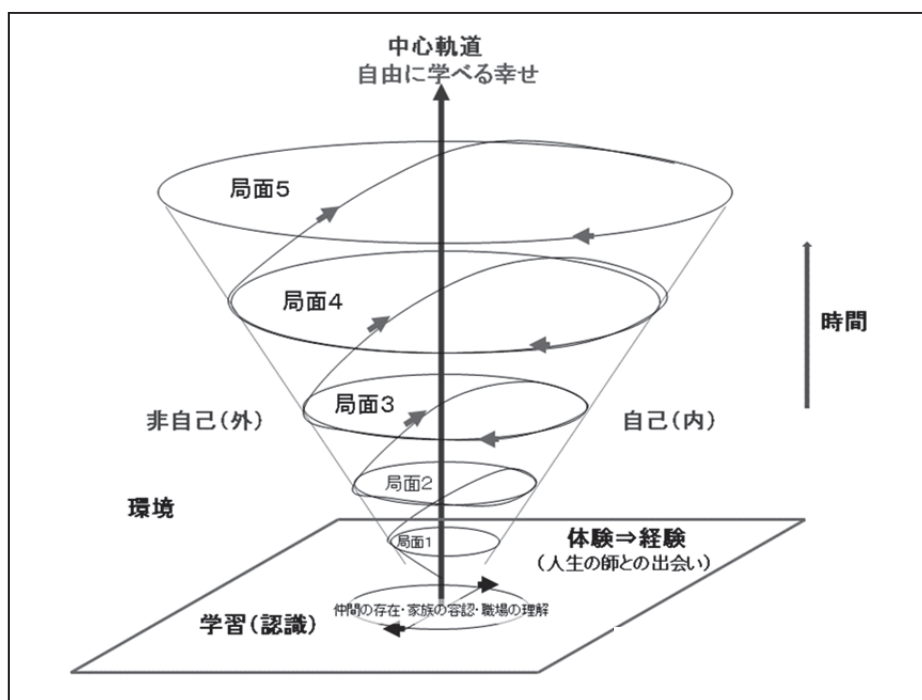 中心軌道
自由に学べる幸せ
局面5
局面4
時間
局面3
非自己(外)
自己(内)
局面2
環境
局面1
体験⇒経験
(人生の師との出会い)
仲間の存在・家族の容認・職場の理解
学習(認識)